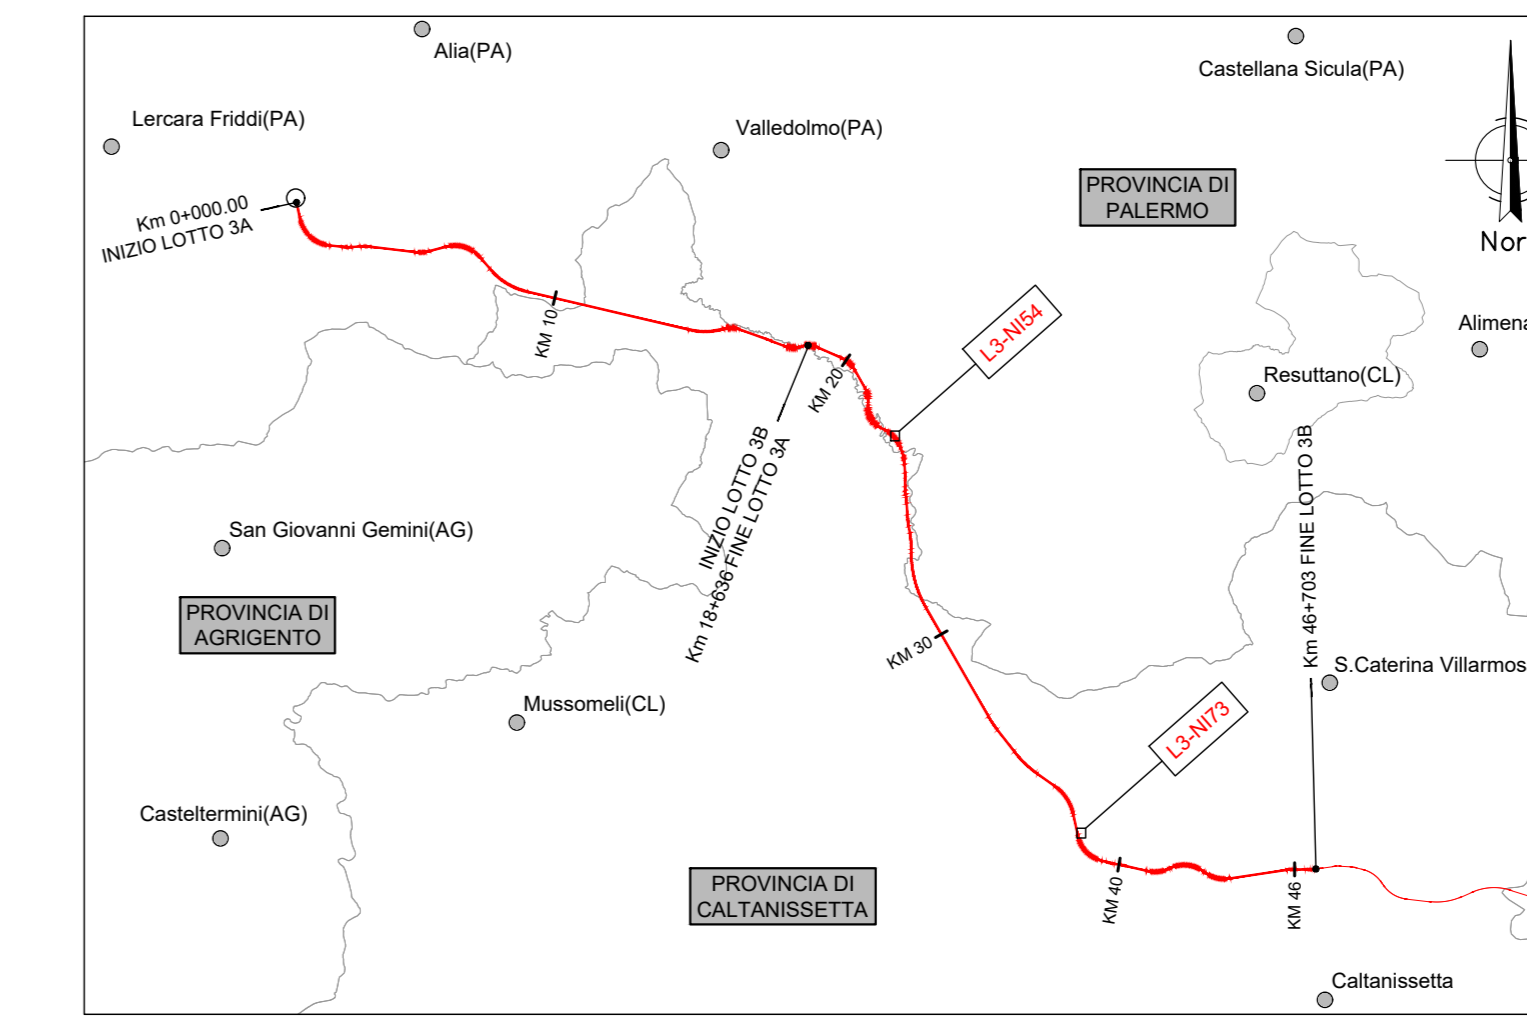 Alia(PA)
Castellana Sicula(PA)
Lercara Friddi(PA)
Valledolmo(PA)
PROVINCIA DI
PALERMO
Km 0+000.00
INIZIO LOTTO 3A
Nor
KM 10
L3-NI54
Alimena
KM 20
Resuttano(CL)
INIZIO LOTTO 3B
Km 18+636 FINE LOTTO 3A
Km 46+703 FINE LOTTO 3B
San Giovanni Gemini(AG)
PROVINCIA DI
AGRIGENTO
KM 30
S.Caterina Villarmos
Mussomeli(CL)
L3-NI73
Casteltermini(AG)
PROVINCIA DI
CALTANISSETTA
KM 40
KM 46
Caltanissetta